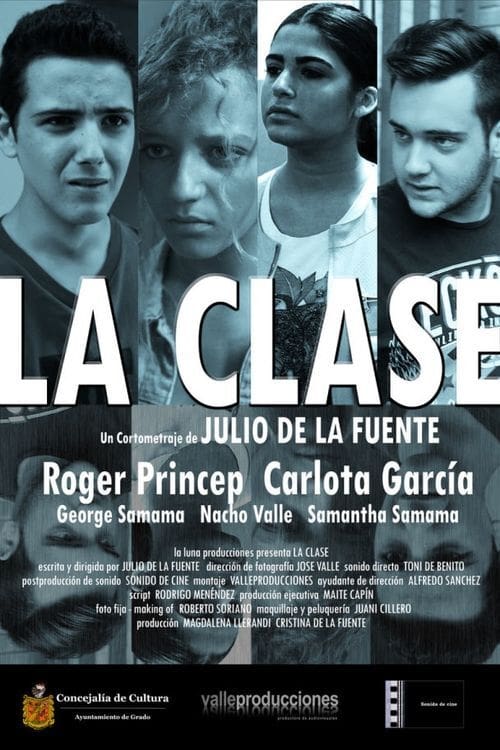 LA CLASE
Un Cortometraje de JULIO DE LA FUENTE
Roger Princep Carlota García
George Samama Nacho Valle Samantha Samama
la luna producciones presenta LA CLASE
escrita y dirigida por JULIO DE LA FUENTE dirección de fotografía JOSE VALLE sonido directo TONI DE BENITO
postproducción de sonido SONIDO DE CINE montaje VALLEPRODUCCIONES ayudante de dirección ALFREDO SANCHEZ
script RODRIGO MENÉNDEZ producción ejecutiva MAITE CAPÍN
foto fija - making of ROBERTO SORIANO maquillaje y peluquería JUANI CILLERO
producción MAGDALENA LLERANDI CRISTINA DE LA FUENTE
Concejalía de Cultura
Ayuntamiento de Grado
valleproducciones
productora de audiovisuales
Sonido de cine